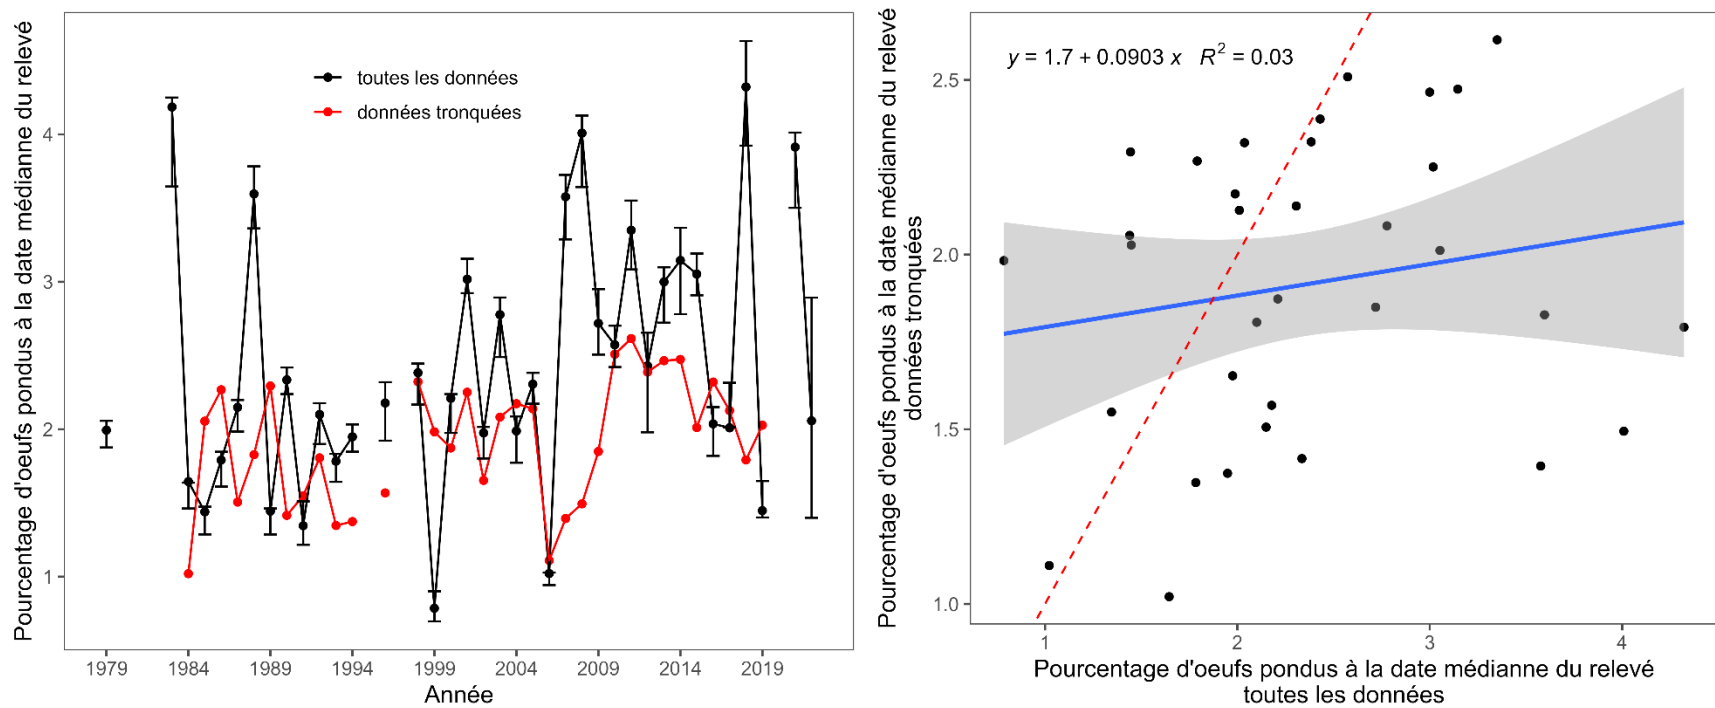 Pourcentage d'oeufs pondus à la date médianne du relevé
4
3
2
1
toutes les données
données tronquées
1979 1984 1989 1994 1999 2004 2009 2014 2019
Année
Pourcentage d'oeufs pondus à la date médianne du relevé
données tronquées
2.5
2.0
1.5
1.0
y = 1.7 + 0.0903 x R² = 0.03
1 2 3 4
Pourcentage d'oeufs pondus à la date médianne du relevé
toutes les données